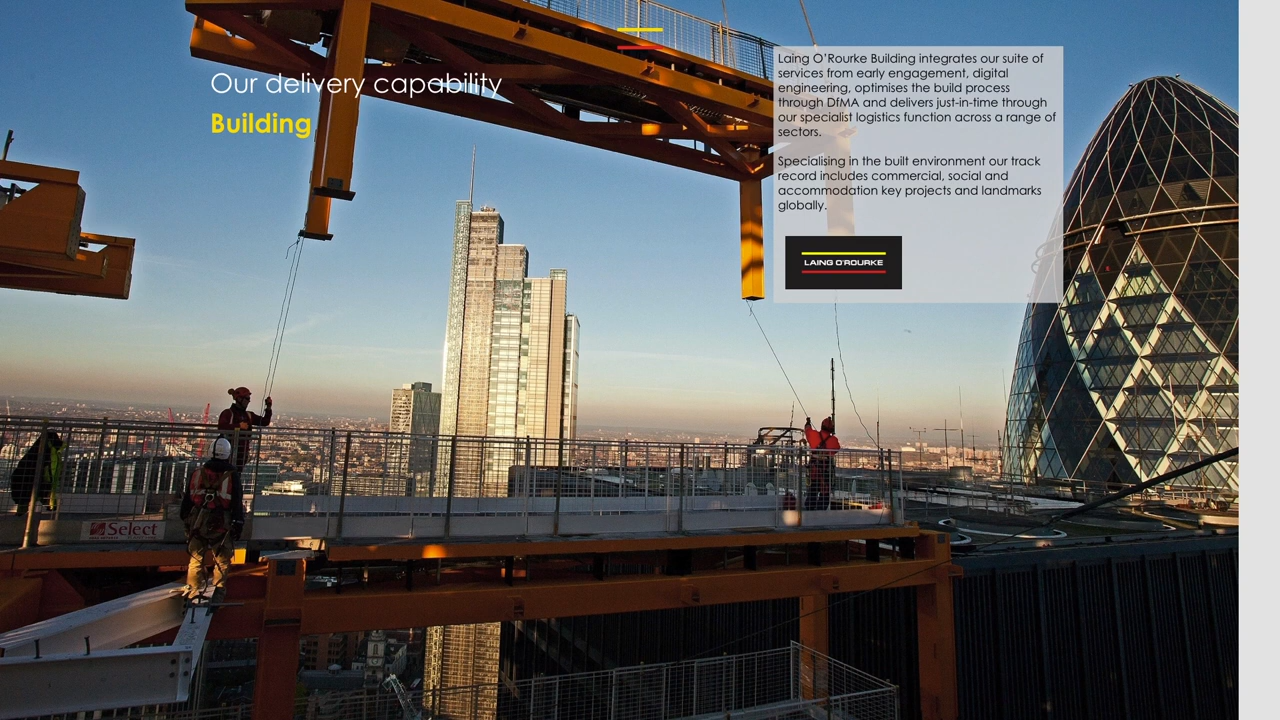 Our delivery capability
Building
Laing O’Rourke Building integrates our suite of
services from early engagement, digital
engineering, optimises the build process
through DfMA and delivers just-in-time through
our specialist logistics function across a range of
sectors.
Specialising in the built environment our track
record includes commercial, social and
accommodation key projects and landmarks
globally.
LAING O'ROURKE
Select